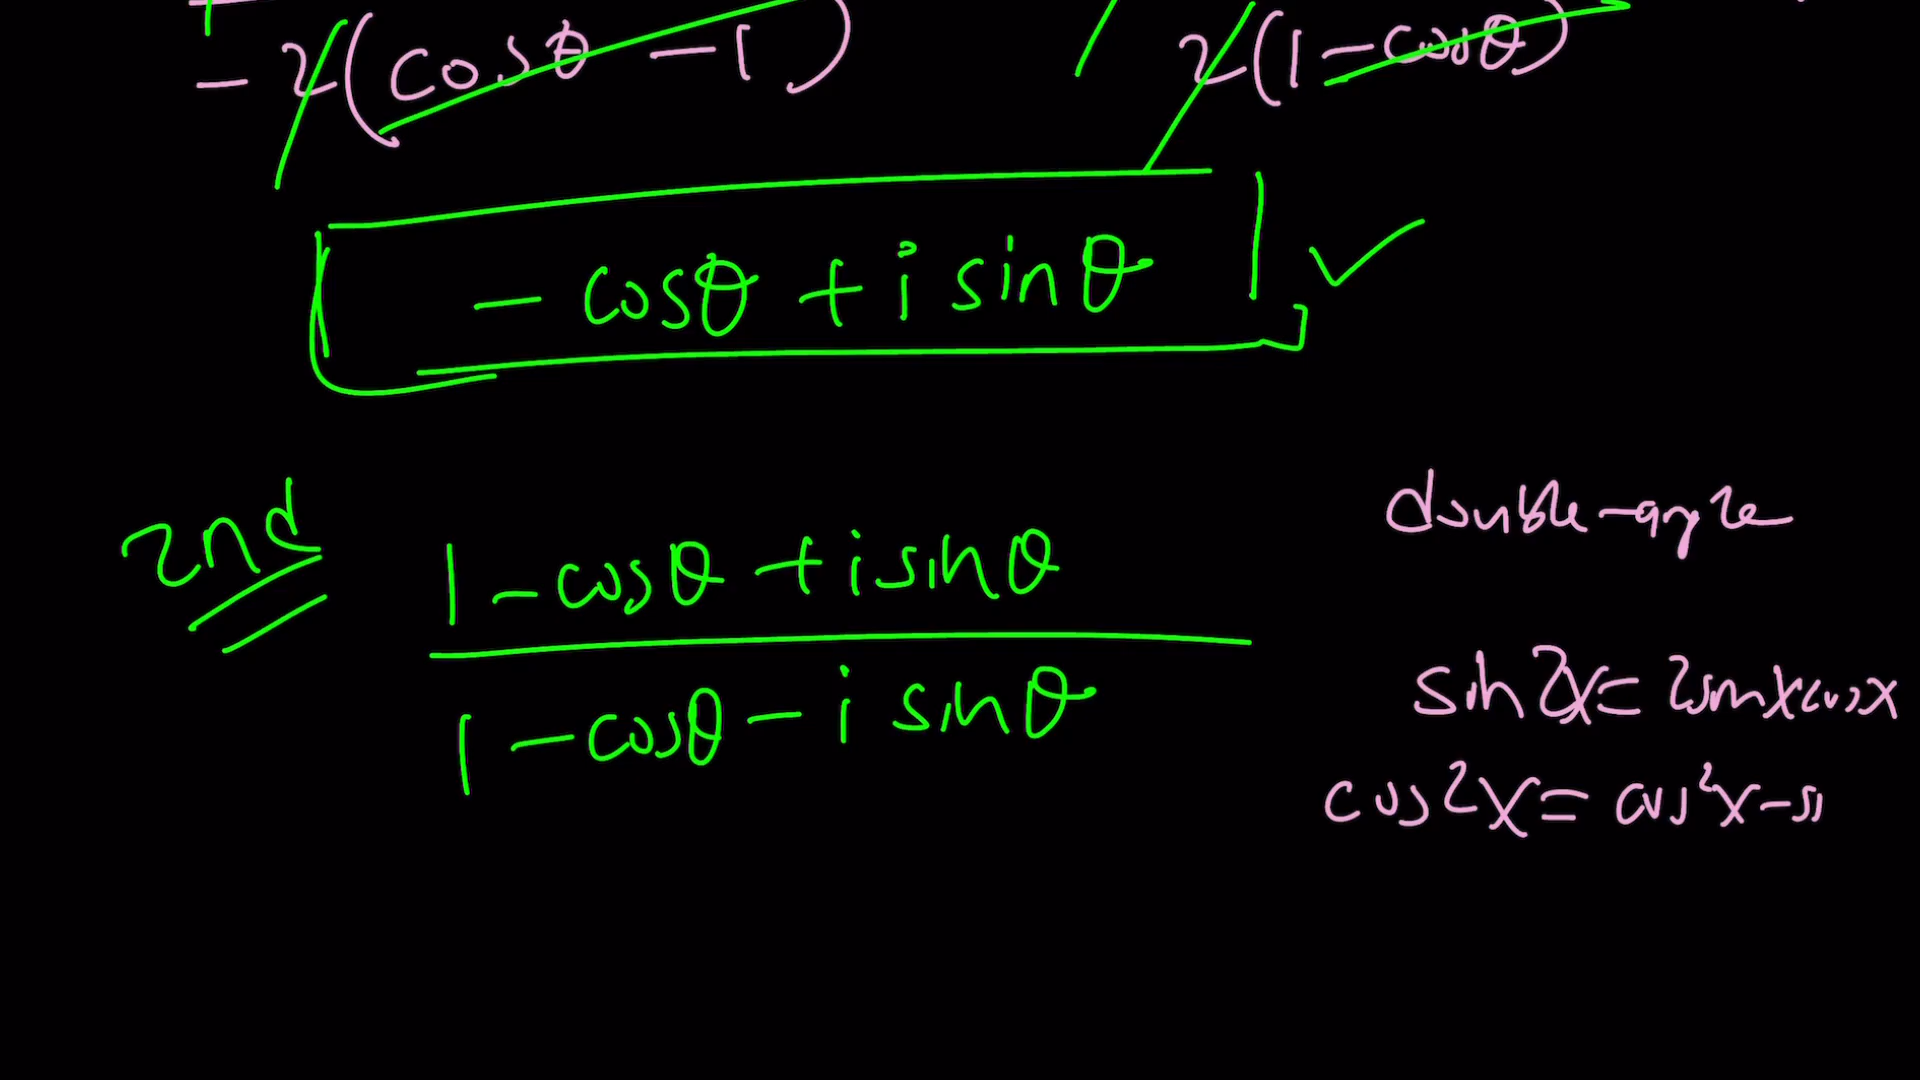 - 2(cosθ - 1) 2(1 - cosθ)
- cosθ + i sinθ
2nd
1 - cosθ + i sinθ
1 - cosθ - i sinθ
double-angle
sin2x = 2sinxcosx
cos2x = cos²x - si